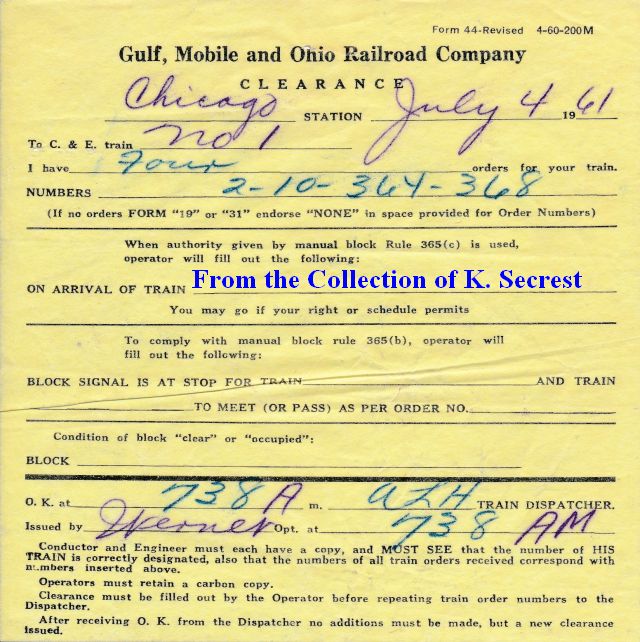 Form 44-Revised 4-60-200M
Gulf, Mobile and Ohio Railroad Company
CLEARANCE
Chicago STATION July 4 1961
To C. & E. train No 1
I have Four orders for your train.
NUMBERS 2-10-364-368
(If no orders FORM "19" or "31" endorse "NONE" in space provided for Order Numbers)
When authority given by manual block Rule 365(c) is used,
operator will fill out the following:
ON ARRIVAL OF TRAIN From the Collection of K. Secrest
You may go if your right or schedule permits
To comply with manual block rule 365(b), operator will
fill out the following:
BLOCK SIGNAL IS AT STOP FOR TRAIN AND TRAIN
TO MEET (OR PASS) AS PER ORDER NO.
Condition of block "clear" or "occupied":
BLOCK
O. K. at 738 A m. ALH TRAIN DISPATCHER.
Issued by Werner Opt. at 738 AM
Conductor and Engineer must each have a copy, and MUST SEE that the number of HIS
TRAIN is correctly designated, also that the numbers of all train orders received correspond with
numbers inserted above.
Operators must retain a carbon copy.
Clearance must be filled out by the Operator before repeating train order numbers to the
Dispatcher.
After receiving O. K. from the Dispatcher no additions must be made, but a new clearance
issued.